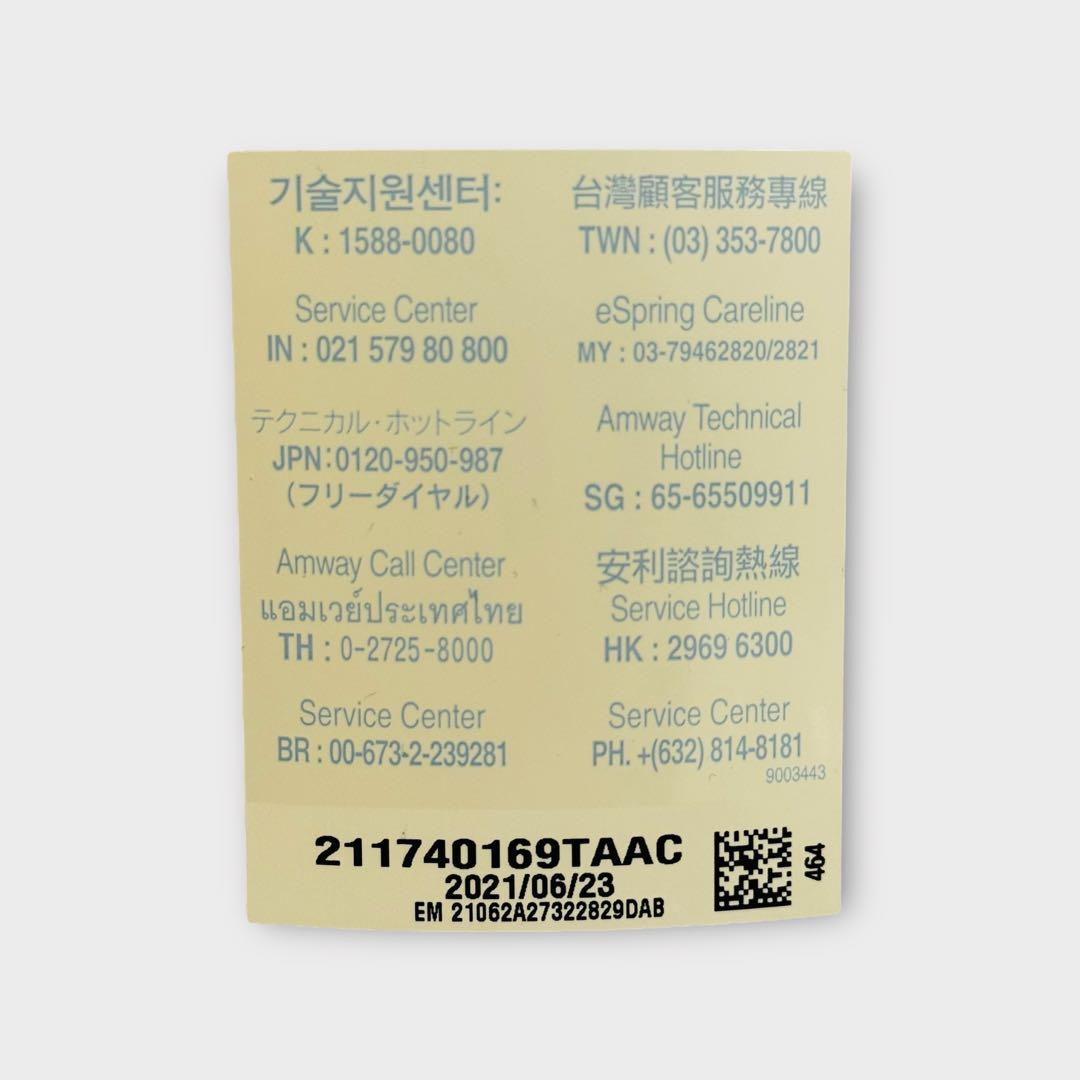 기술지원센터:
K : 1588-0080
Service Center
IN : 021 579 80 800
テクニカル・ホットライン
JPN:0120-950-987
(フリーダイヤル)
Amway Call Center
แอมเวย์ประเทศไทย
TH : 0-2725-8000
Service Center
BR : 00-673-2-239281
台灣顧客服務專線
TWN : (03) 353-7800
eSpring Careline
MY : 03-79462820/2821
Amway Technical
Hotline
SG : 65-65509911
安利諮詢熱線
Service Hotline
HK : 2969 6300
Service Center
PH. +(632) 814-8181
9003443
211740169TAAC
2021/06/23
EM 21062A27322829DAB
464